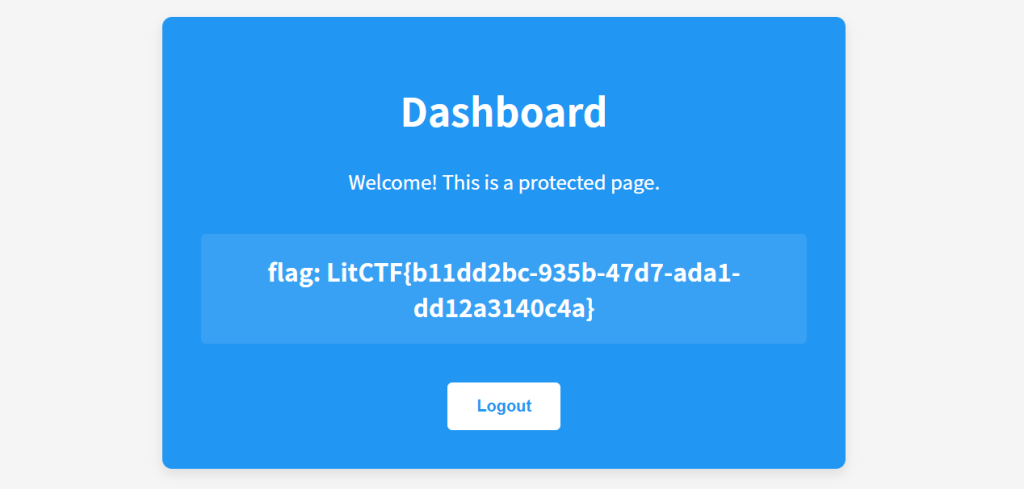 Dashboard
Welcome! This is a protected page.
flag: LitCTF{b11dd2bc-935b-47d7-ada1-
dd12a3140c4a}
Logout